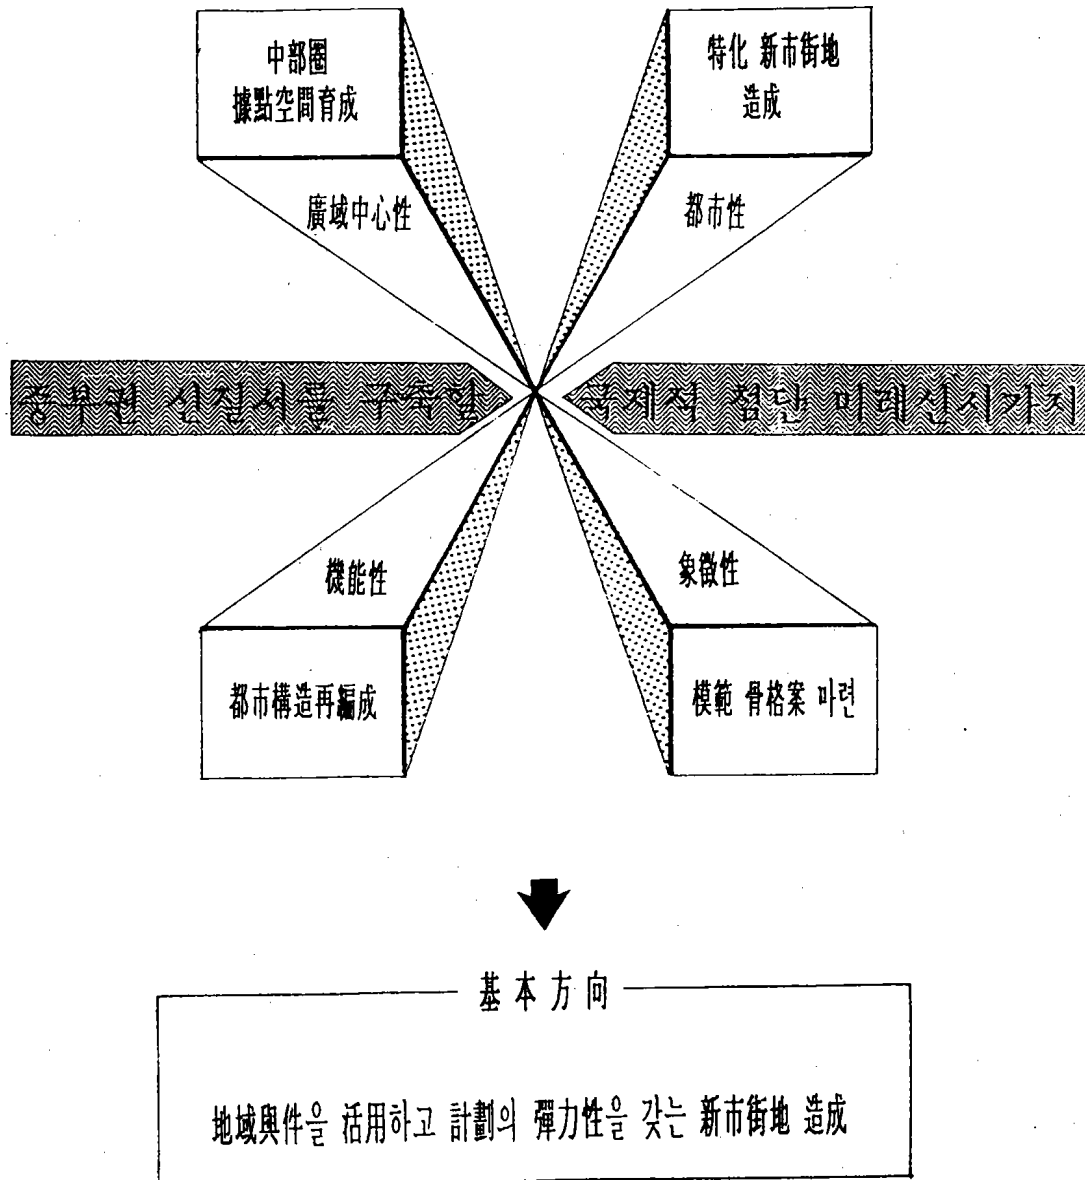 中部圈
據點空間育成
特化 新市街地
造成
廣域中心性
都市性
중부권 신질서를 구축할
국제적 첨단 미래신시가지
機能性
象徵性
都市構造再編成
模範 骨格案 마련
基本方向
地域與件을 活用하고 計劃의 彈力性을 갖는 新市街地 造成